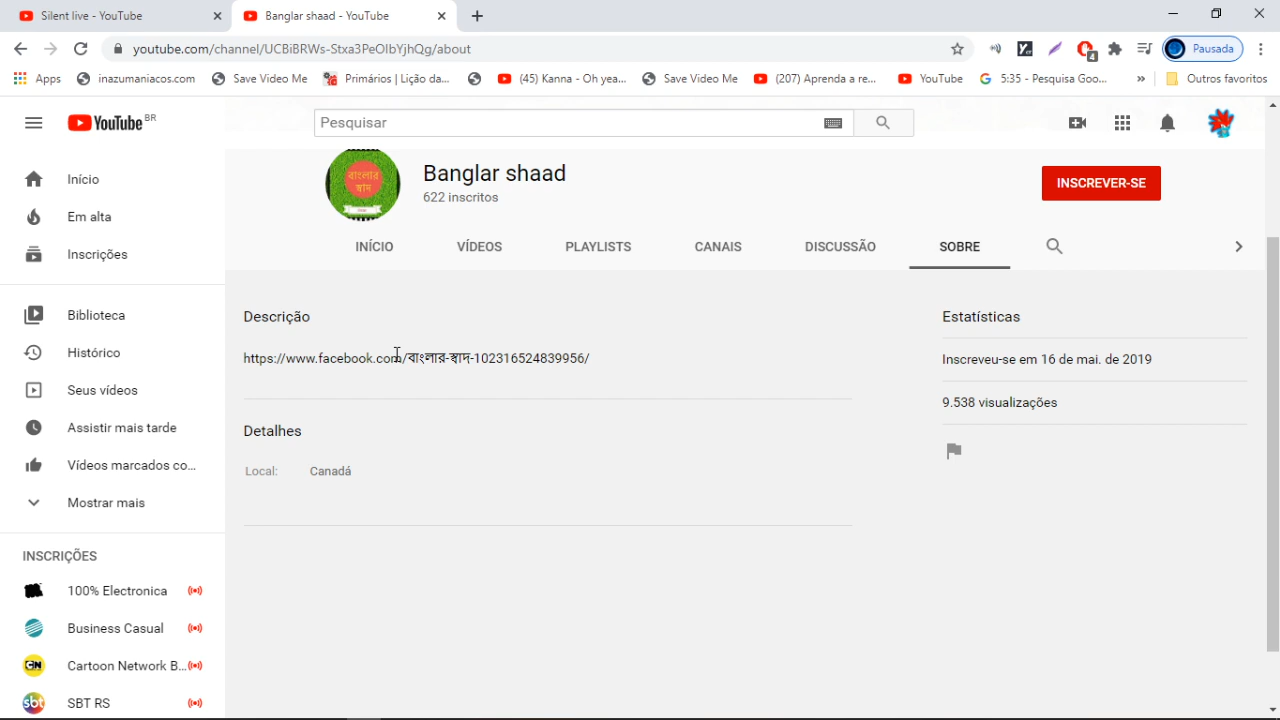 Silent live - YouTube
Banglar shaad - YouTube
youtube.com/channel/UCBiBRWs-Stxa3PeOlbYjhQg/about
4
Pausada
Apps
inazumaniacos.com
Save Video Me
Primários | Lição da...
(45) Kanna - Oh yea...
Save Video Me
(207) Aprenda a re...
YouTube
5:35 - Pesquisa Goo...
»
Outros favoritos
YouTube BR
Pesquisar
Início
Em alta
Inscrições
Biblioteca
Histórico
Seus vídeos
Assistir mais tarde
Vídeos marcados co...
Mostrar mais
INSCRIÇÕES
100% Electronica
Business Casual
CN
Cartoon Network B...
sbt
SBT RS
বাংলার
স্বাদ
Banglar shaad
622 inscritos
INSCREVER-SE
INÍCIO
VÍDEOS
PLAYLISTS
CANAIS
DISCUSSÃO
SOBRE
Descrição
https://www.facebook.com/বাংলার-স্বাদ-102316524839956/
Detalhes
Local: Canadá
Estatísticas
Inscreveu-se em 16 de mai. de 2019
9.538 visualizações